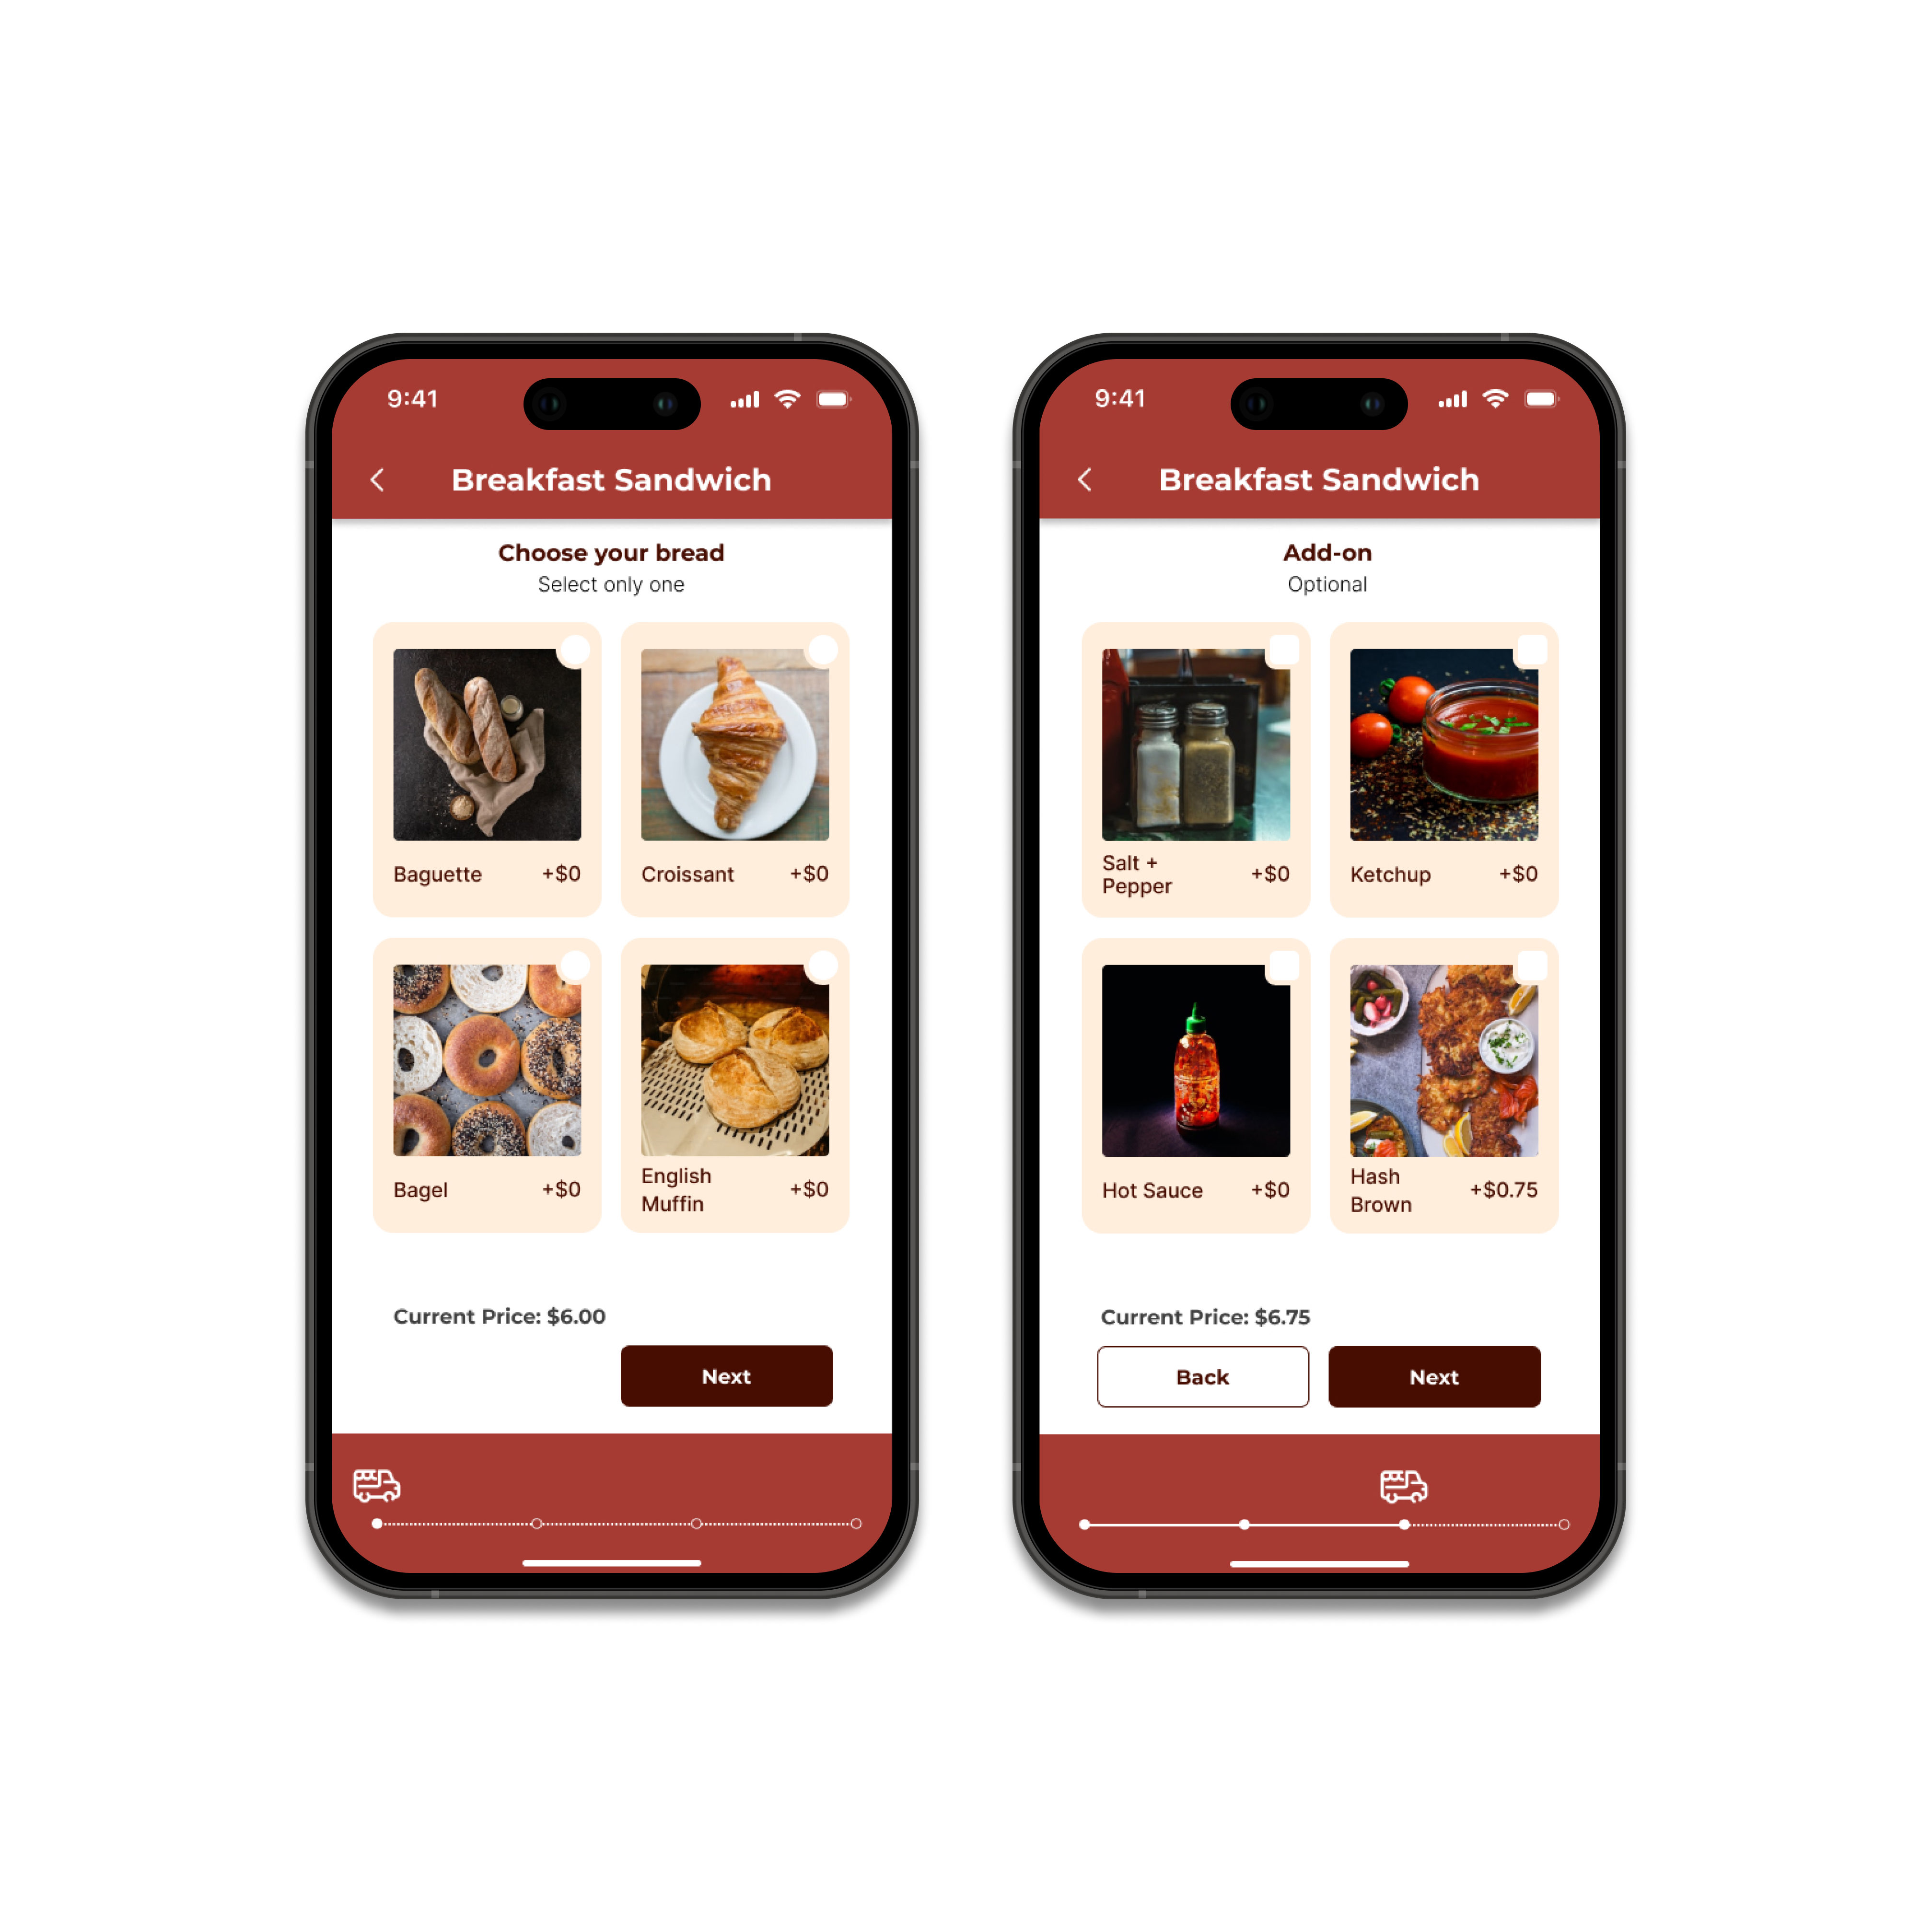 9:41
Breakfast Sandwich
Choose your bread
Select only one
Baguette +$0
Croissant +$0
Bagel +$0
English
Muffin +$0
Current Price: $6.00
Next
9:41
Breakfast Sandwich
Add-on
Optional
Salt +
Pepper +$0
Ketchup +$0
Hot Sauce +$0
Hash
Brown +$0.75
Current Price: $6.75
Back
Next